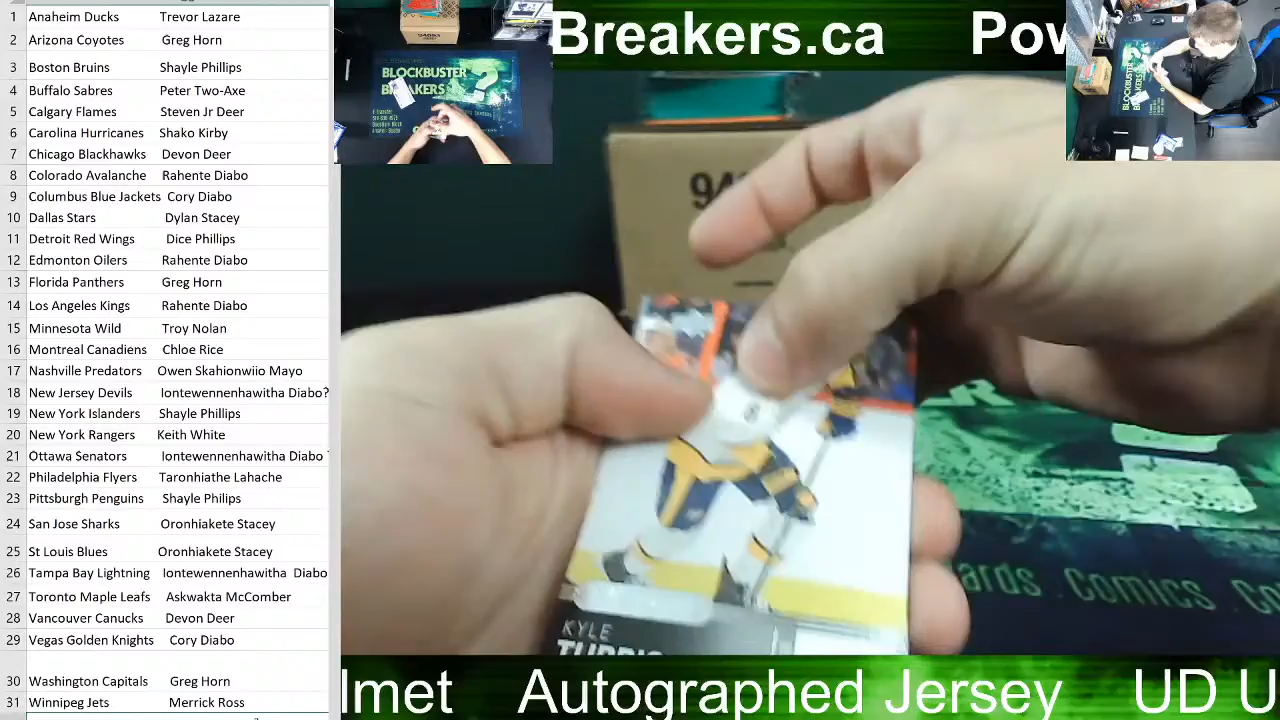 1 Anaheim Ducks Trevor Lazare
2 Arizona Coyotes Greg Horn
3 Boston Bruins Shayle Phillips
4 Buffalo Sabres Peter Two-Axe
5 Calgary Flames Steven Jr Deer
6 Carolina Hurricanes Shako Kirby
7 Chicago Blackhawks Devon Deer
8 Colorado Avalanche Rahente Diabo
9 Columbus Blue Jackets Cory Diabo
10 Dallas Stars Dylan Stacey
11 Detroit Red Wings Dice Phillips
12 Edmonton Oilers Rahente Diabo
13 Florida Panthers Greg Horn
14 Los Angeles Kings Rahente Diabo
15 Minnesota Wild Troy Nolan
16 Montreal Canadiens Chloe Rice
17 Nashville Predators Owen Skahionwiio Mayo
18 New Jersey Devils Iontewennenhawitha Diabo?
19 New York Islanders Shayle Phillips
20 New York Rangers Keith White
21 Ottawa Senators Iontewennenhawitha Diabo
22 Philadelphia Flyers Taronhiathe Lahache
23 Pittsburgh Penguins Shayle Philips
24 San Jose Sharks Oronhiakete Stacey
25 St Louis Blues Oronhiakete Stacey
26 Tampa Bay Lightning Iontewennenhawitha Diabo
27 Toronto Maple Leafs Askwakta McComber
28 Vancouver Canucks Devon Deer
29 Vegas Golden Knights Cory Diabo
30 Washington Capitals Greg Horn
31 Winnipeg Jets Merrick Ross
Breakers.ca Pow
BLOCKBUSTER
BREAKERS
94
KYLE
ards . Comics . Co
lmet Autographed Jersey UD U